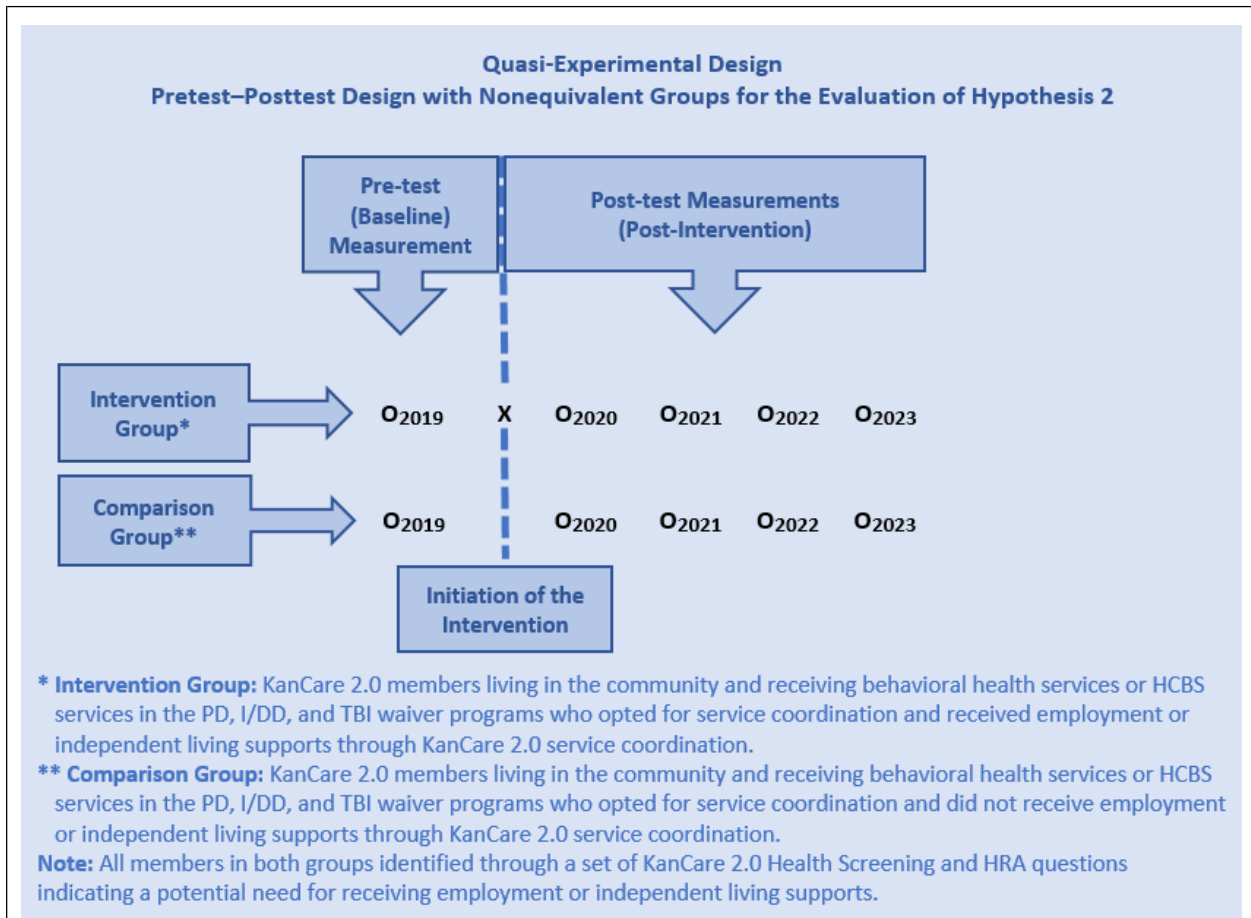 Quasi-Experimental Design
Pretest–Posttest Design with Nonequivalent Groups for the Evaluation of Hypothesis 2
Pre-test
(Baseline)
Measurement
Post-test Measurements
(Post-Intervention)
Intervention
Group*
O2019 X O2020 O2021 O2022 O2023
Comparison
Group**
O2019 O2020 O2021 O2022 O2023
Initiation of the
Intervention
* Intervention Group: KanCare 2.0 members living in the community and receiving behavioral health services or HCBS
services in the PD, I/DD, and TBI waiver programs who opted for service coordination and received employment or
independent living supports through KanCare 2.0 service coordination.
** Comparison Group: KanCare 2.0 members living in the community and receiving behavioral health services or HCBS
services in the PD, I/DD, and TBI waiver programs who opted for service coordination and did not receive employment
or independent living supports through KanCare 2.0 service coordination.
Note: All members in both groups identified through a set of KanCare 2.0 Health Screening and HRA questions
indicating a potential need for receiving employment or independent living supports.